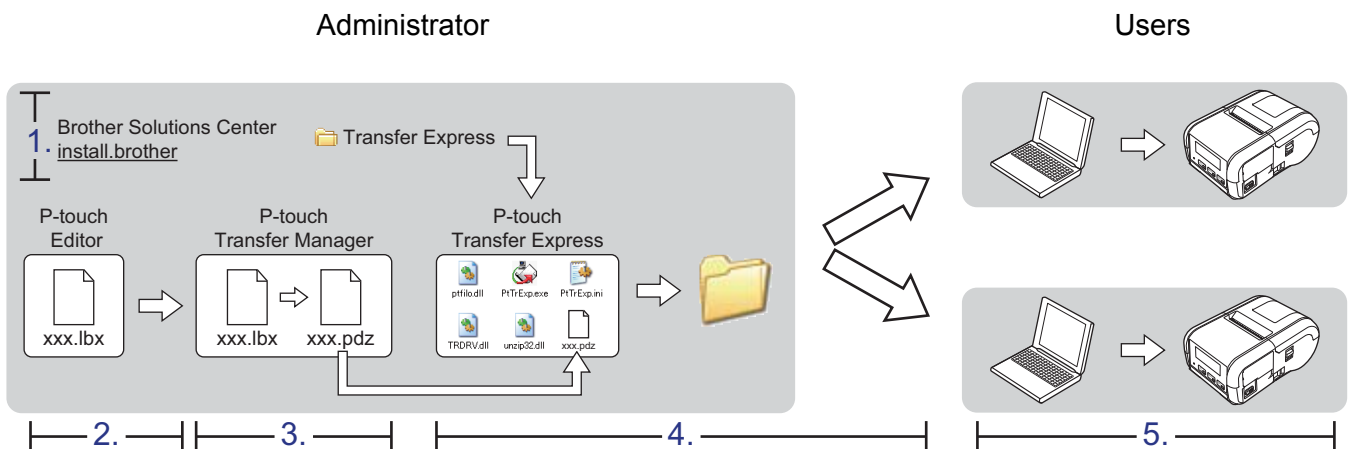 Administrator
Users
1.
Brother Solutions Center
install.brother
Transfer Express
P-touch
Editor
xxx.lbx
P-touch
Transfer Manager
xxx.lbx
xxx.pdz
P-touch
Transfer Express
ptfilo.dll
PtTrExp.exe
PtTrExp.ini
TRDRV.dll
unzip32.dll
xxx.pdz
2.
3.
4.
5.